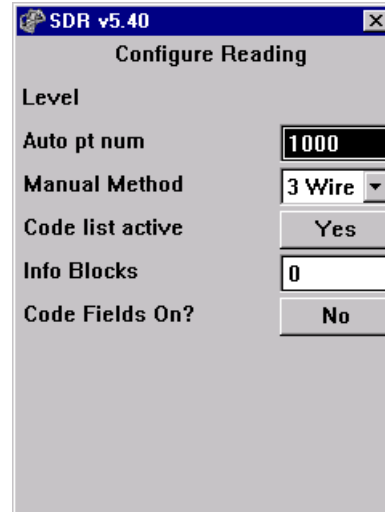 SDR v5.40
Configure Reading
Level
Auto pt num 1000
Manual Method 3 Wire
Code list active Yes
Info Blocks 0
Code Fields On? No